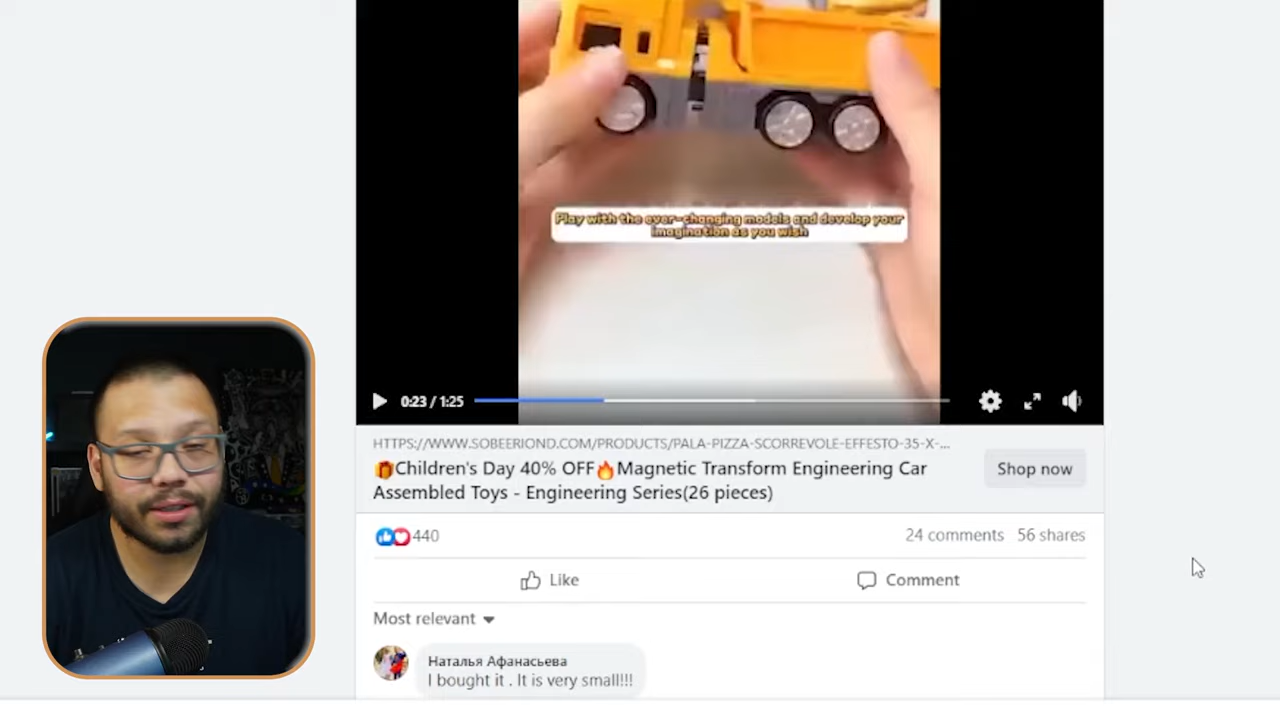 Play with the ever-changing models and develop your
imagination as you wish
0:23 / 1:25
HTTPS://WWW.SOBEERIOND.COM/PRODUCTS/PALA-PIZZA-SCORREVOLE-EFFESTO-35-X-...
🎁Children's Day 40% OFF🔥Magnetic Transform Engineering Car
Assembled Toys - Engineering Series(26 pieces)
Shop now
440
24 comments 56 shares
Like
Comment
Most relevant
Наталья Афанасьева
I bought it . It is very small!!!